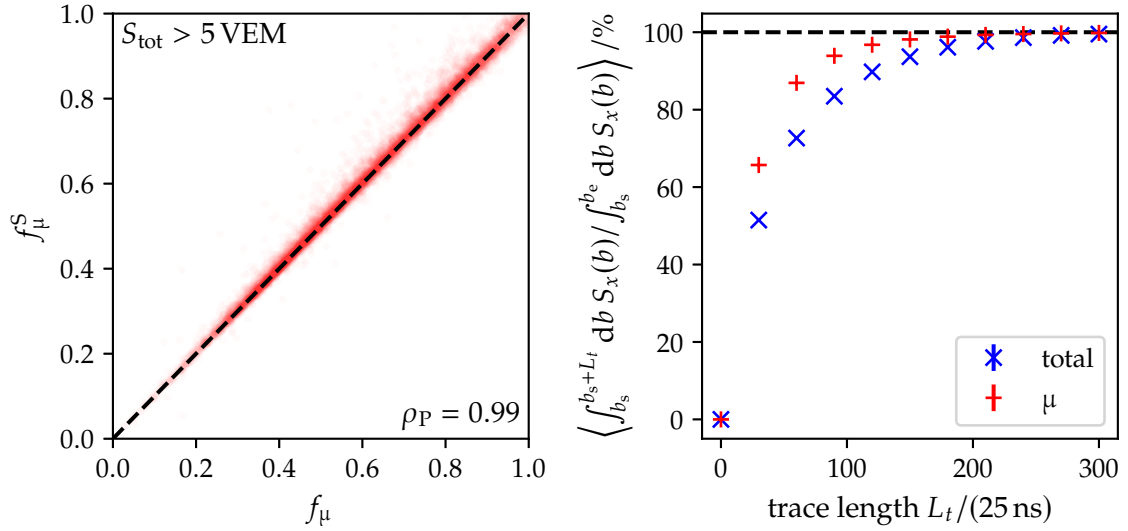 S_tot > 5 VEM
ρ_P = 0.99
1.0
0.8
0.6
0.4
0.2
0.0
0.0 0.2 0.4 0.6 0.8 1.0
f_μ^S
f_μ
⟨∫_{b_s}^{b_s+L_t} db S_x(b)/∫_{b_s}^{b_e} db S_x(b)⟩/%
100
80
60
40
20
0
0 100 200 300
total
μ
trace length L_t/(25 ns)